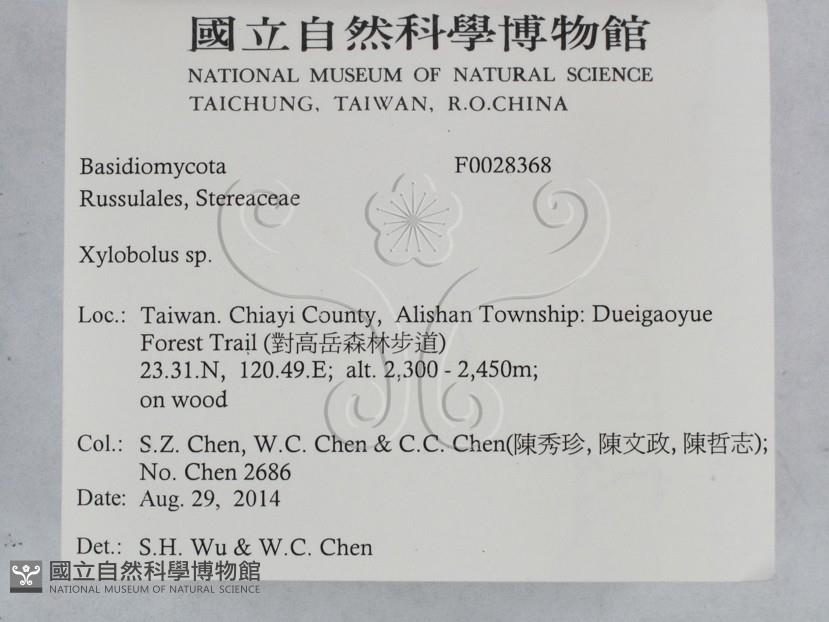 國立自然科學博物館
NATIONAL MUSEUM OF NATURAL SCIENCE
TAICHUNG, TAIWAN, R.O.CHINA
Basidiomycota F0028368
Russulales, Stereaceae
Xylobolus sp.
Loc.: Taiwan. Chiayi County, Alishan Township: Dueigaoyue
Forest Trail (對高岳森林步道)
23.31.N, 120.49.E; alt. 2,300 - 2,450m;
on wood
Col.: S.Z. Chen, W.C. Chen & C.C. Chen(陳秀珍, 陳文政, 陳哲志);
No. Chen 2686
Date: Aug. 29, 2014
Det.: S.H. Wu & W.C. Chen
國立自然科學博物館
NATIONAL MUSEUM OF NATURAL SCIENCE